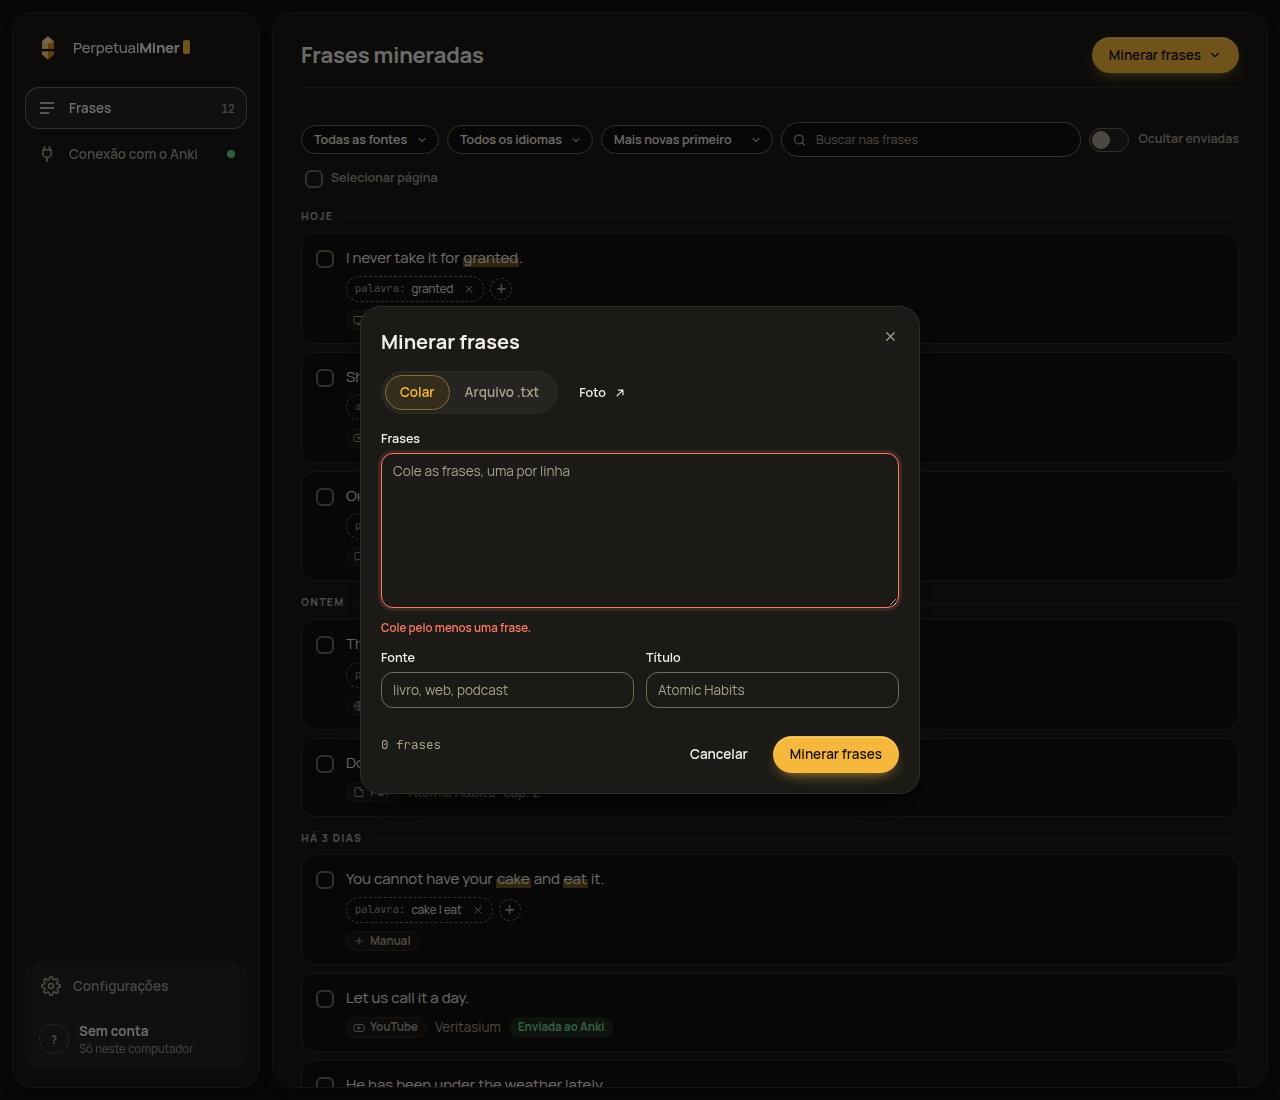 PerpetualMiner
Frases 12
Conexão com o Anki
Configurações
?
Sem conta
Só neste computador
Frases mineradas
Minerar frases
Todas as fontes
Todos os idiomas
Mais novas primeiro
Buscar nas frases
Ocultar enviadas
Selecionar página
HOJE
I never take it for granted.
palavra: granted
Minerar frases
Colar
Arquivo .txt
Foto
Frases
Cole as frases, uma por linha
Cole pelo menos uma frase.
Fonte
Título
livro, web, podcast
Atomic Habits
0 frases
Cancelar
Minerar frases
ONTEM
HÁ 3 DIAS
You cannot have your cake and eat it.
palavra: cake | eat
Manual
Let us call it a day.
YouTube
Veritasium
Enviada ao Anki
He has been under the weather lately.